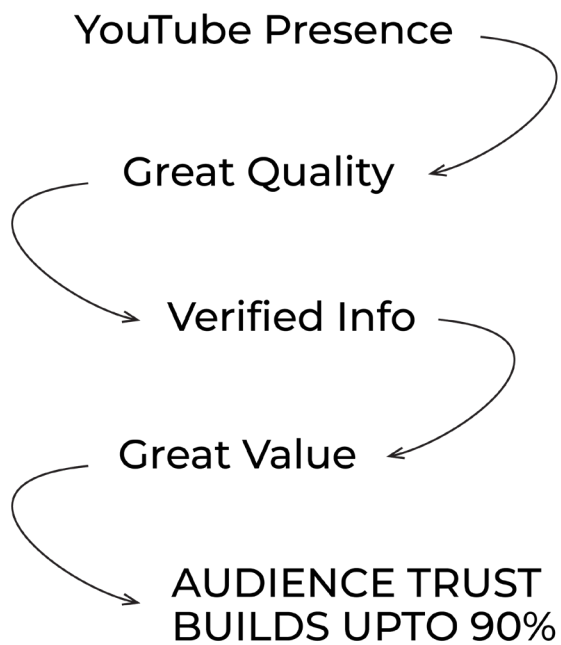 YouTube Presence
Great Quality
Verified Info
Great Value
AUDIENCE TRUST
BUILDS UPTO 90%